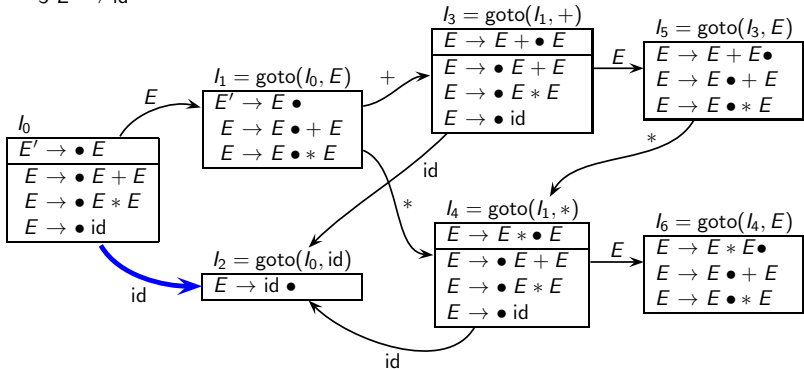 I₀
E′ → • E
E → • E + E
E → • E ∗ E
E → • id
E
id
I₁ = goto(I₀, E)
E′ → E •
E → E • + E
E → E • ∗ E
+
∗
I₂ = goto(I₀, id)
E → id •
I₃ = goto(I₁, +)
E → E + • E
E → • E + E
E → • E ∗ E
E → • id
E
id
I₄ = goto(I₁, ∗)
E → E ∗ • E
E → • E + E
E → • E ∗ E
E → • id
E
id
I₅ = goto(I₃, E)
E → E + E•
E → E • + E
E → E • ∗ E
∗
I₆ = goto(I₄, E)
E → E ∗ E•
E → E • + E
E → E • ∗ E